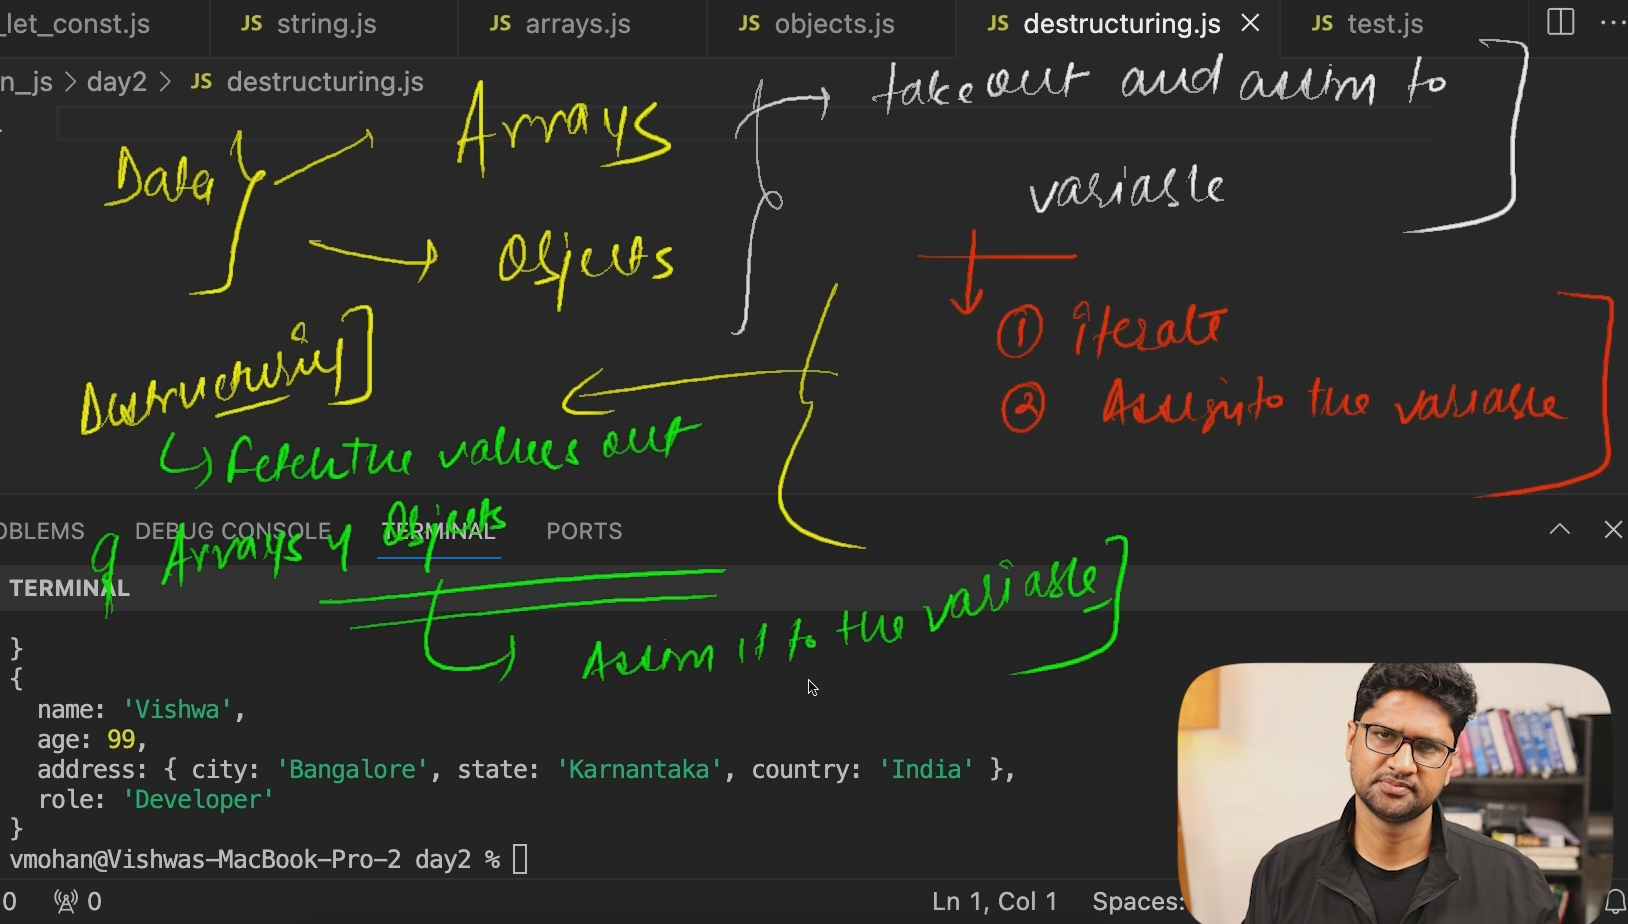 _let_const.js JS string.js JS arrays.js JS objects.js JS destructuring.js JS test.js
n_js > day2 > JS destructuring.js
take out and assign to
variable
Data
Arrays
Objects
① iterate
② Assign to the variable
Destructuring
Fetch the values out
of Arrays y Objects
Assign it to the variable
OBLEMS DEBUG CONSOLE TERMINAL PORTS
TERMINAL
}
{
name: 'Vishwa',
age: 99,
address: { city: 'Bangalore', state: 'Karnantaka', country: 'India' },
role: 'Developer'
}
vmohan@Vishwas-MacBook-Pro-2 day2 %
0 0 Ln 1, Col 1 Spaces: